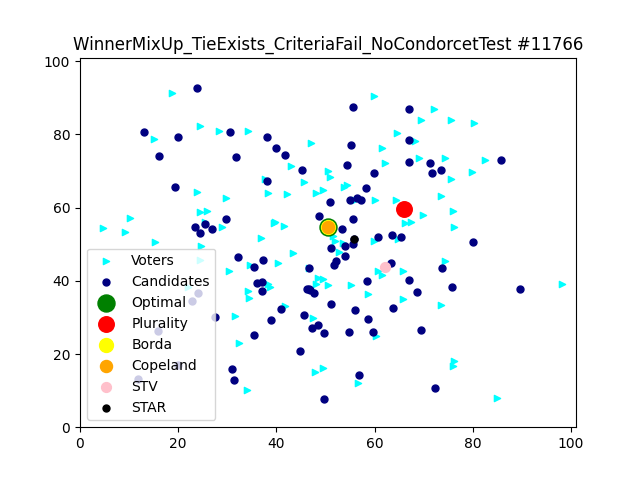 WinnerMixUp_TieExists_CriteriaFail_NoCondorcetTest #11766
100
80
60
40
20
0
Voters
Candidates
Optimal
Plurality
Borda
Copeland
STV
STAR
0 20 40 60 80 100